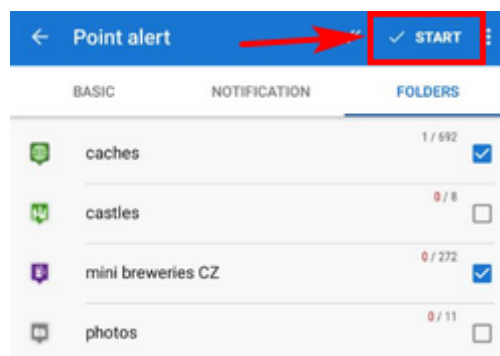 Point alert
START
BASIC
NOTIFICATION
FOLDERS
1 / 692
caches
0 / 8
castles
0 / 272
mini breweries CZ
0 / 11
photos